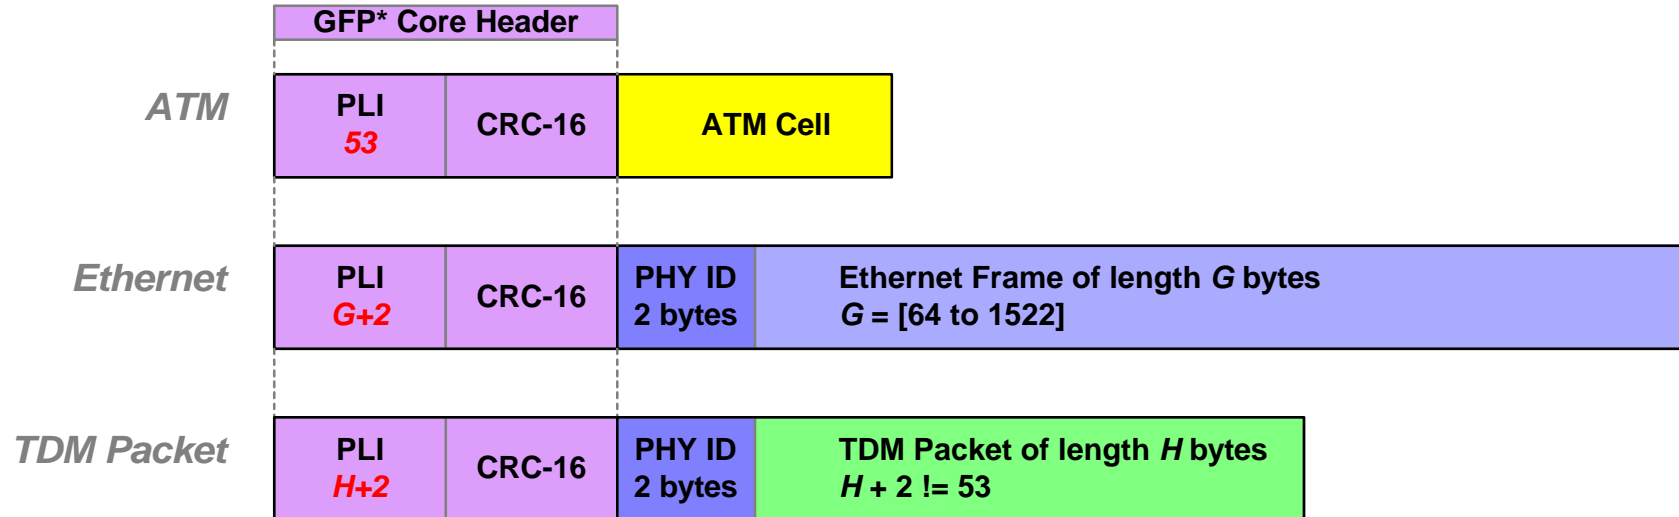 GFP* Core Header
ATM
PLI
53
CRC-16
ATM Cell
Ethernet
PLI
G+2
CRC-16
PHY ID
2 bytes
Ethernet Frame of length G bytes
G = [64 to 1522]
TDM Packet
PLI
H+2
CRC-16
PHY ID
2 bytes
TDM Packet of length H bytes
H + 2 != 53